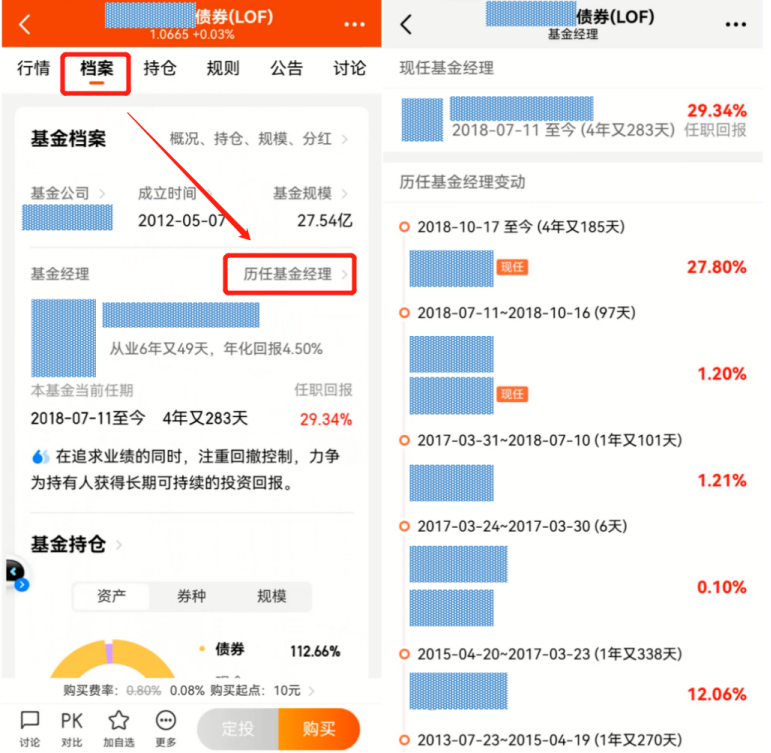 债券(LOF)
1.0665 +0.03%
行情 档案 持仓 规则 公告 讨论
基金档案 概况、持仓、规模、分红
基金公司 成立时间 基金规模
2012-05-07 27.54亿
基金经理 历任基金经理
从业6年又49天，年化回报4.50%
本基金当前任期 任职回报
2018-07-11至今 4年又283天 29.34%
在追求业绩的同时，注重回撤控制，力争
为持有人获得长期可持续的投资回报。
基金持仓
资产 券种 规模
债券 112.66%
购买费率：0.80% 0.08% 购买起点：10元
讨论 PK 对比 加自选 更多 定投 购买
债券(LOF)
基金经理
现任基金经理
29.34%
2018-07-11 至今 (4年又283天) 任职回报
历任基金经理变动
2018-10-17 至今 (4年又185天)
现任 27.80%
2018-07-11~2018-10-16 (97天)
1.20%
现任
2017-03-31~2018-07-10 (1年又101天)
1.21%
2017-03-24~2017-03-30 (6天)
0.10%
2015-04-20~2017-03-23 (1年又338天)
12.06%
2013-07-23~2015-04-19 (1年又270天)